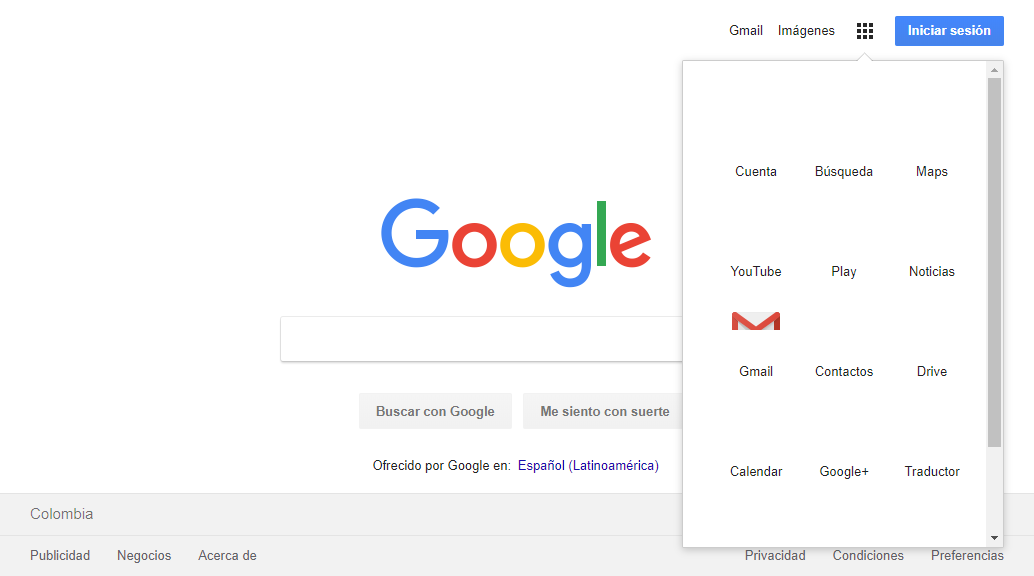 Gmail Imágenes Iniciar sesión
Cuenta Búsqueda Maps
Google
YouTube Play Noticias
Gmail Contactos Drive
Buscar con Google Me siento con suerte
Ofrecido por Google en: Español (Latinoamérica)
Calendar Google+ Traductor
Colombia
Publicidad Negocios Acerca de Privacidad Condiciones Preferencias